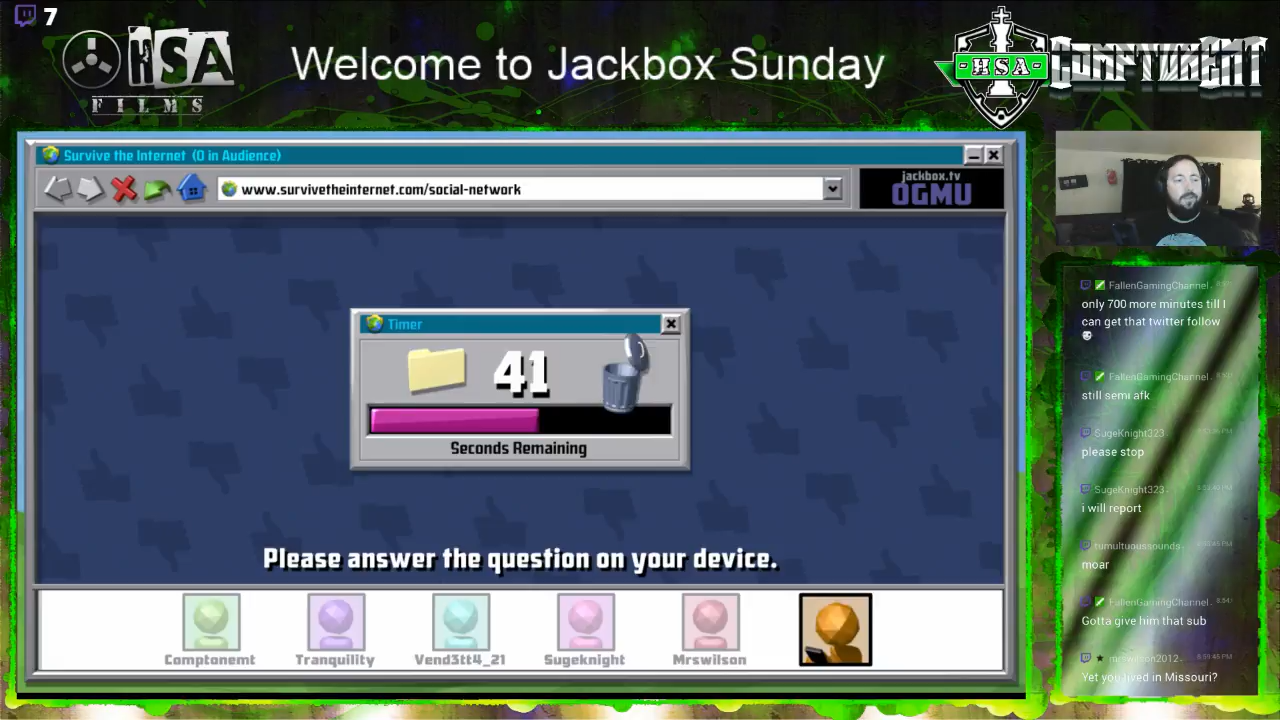 7
HSA
FILMS
Welcome to Jackbox Sunday
-HSA-
COMPTONEMT
Survive the Internet (0 in Audience)
www.survivetheinternet.com/social-network
jackbox.tv
OGMU
Timer
41
Seconds Remaining
Please answer the question on your device.
Comptonemt
Tranquility
Vend3tt4_21
Sugeknight
Mrswilson
FallenGamingChannel
only 700 more minutes till I
can get that twitter follow
FallenGamingChannel
still semi afk
SugeKnight323
please stop
SugeKnight323
i will report
tumultuoussounds
moar
FallenGamingChannel
Gotta give him that sub
mrswilson2012
Yet you lived in Missouri?